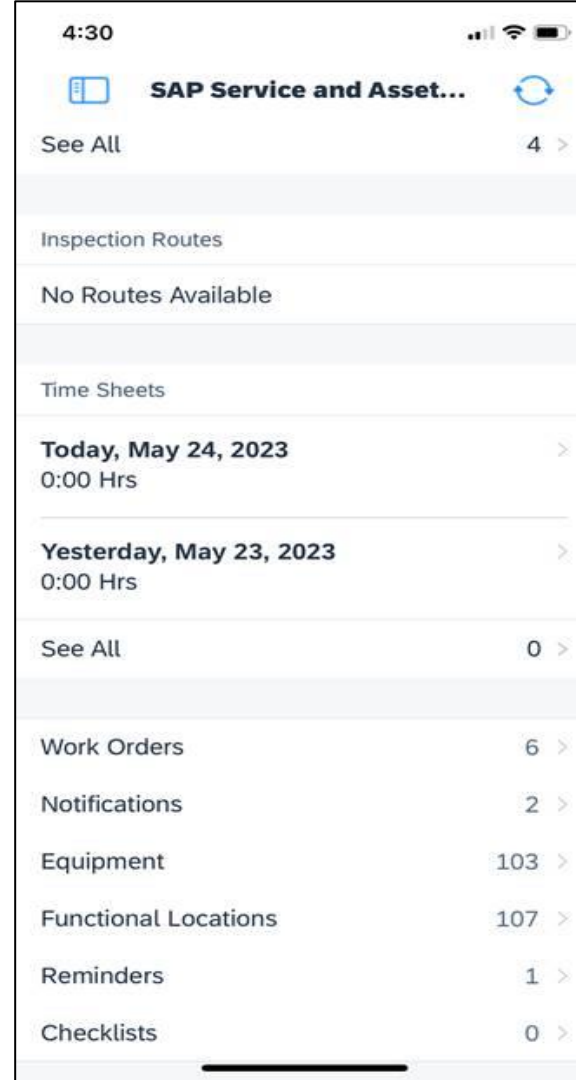 4:30
SAP Service and Asset...
See All 4 >
Inspection Routes
No Routes Available
Time Sheets
Today, May 24, 2023 >
0:00 Hrs
Yesterday, May 23, 2023 >
0:00 Hrs
See All 0 >
Work Orders 6 >
Notifications 2 >
Equipment 103 >
Functional Locations 107 >
Reminders 1 >
Checklists 0 >